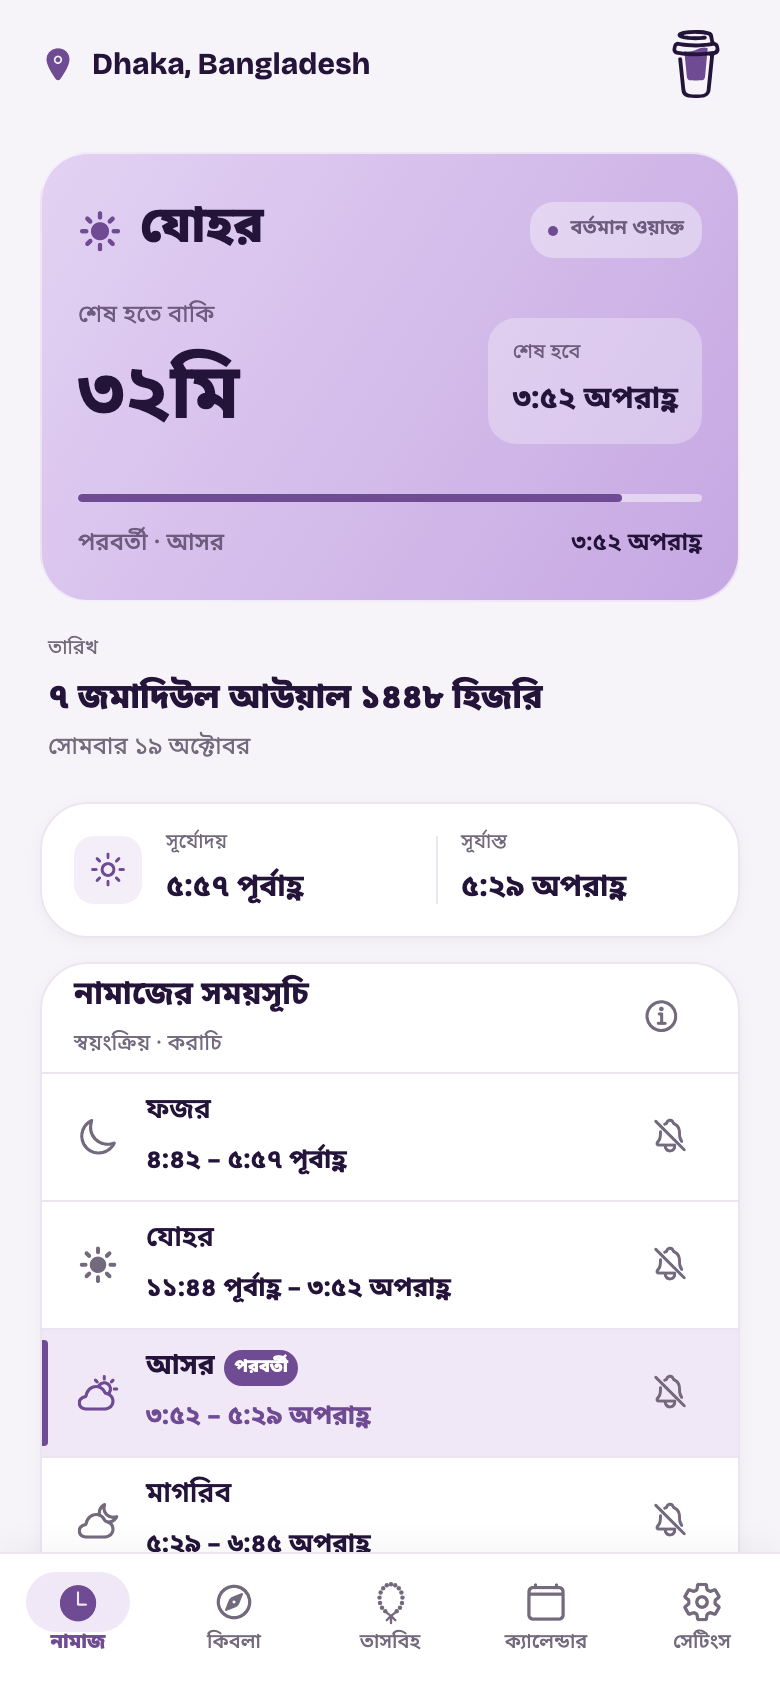 Dhaka, Bangladesh
যোহর
বর্তমান ওয়াক্ত
শেষ হতে বাকি
৩২মি
শেষ হবে
৩:৫২ অপরাহ্ণ
পরবর্তী · আসর
৩:৫২ অপরাহ্ণ
তারিখ
৭ জমাদিউল আউয়াল ১৪৪৮ হিজরি
সোমবার ১৯ অক্টোবর
সূর্যোদয়
৫:৫৭ পূর্বাহ্ণ
সূর্যাস্ত
৫:২৯ অপরাহ্ণ
নামাজের সময়সূচি
স্বয়ংক্রিয় · করাচি
ফজর
৪:৪২ – ৫:৫৭ পূর্বাহ্ণ
যোহর
১১:৪৪ পূর্বাহ্ণ – ৩:৫২ অপরাহ্ণ
আসর পরবর্তী
৩:৫২ – ৫:২৯ অপরাহ্ণ
মাগরিব
৫:২৯ – ৬:৪৫ অপরাহ্ণ
নামাজ
কিবলা
তাসবিহ
ক্যালেন্ডার
সেটিংস